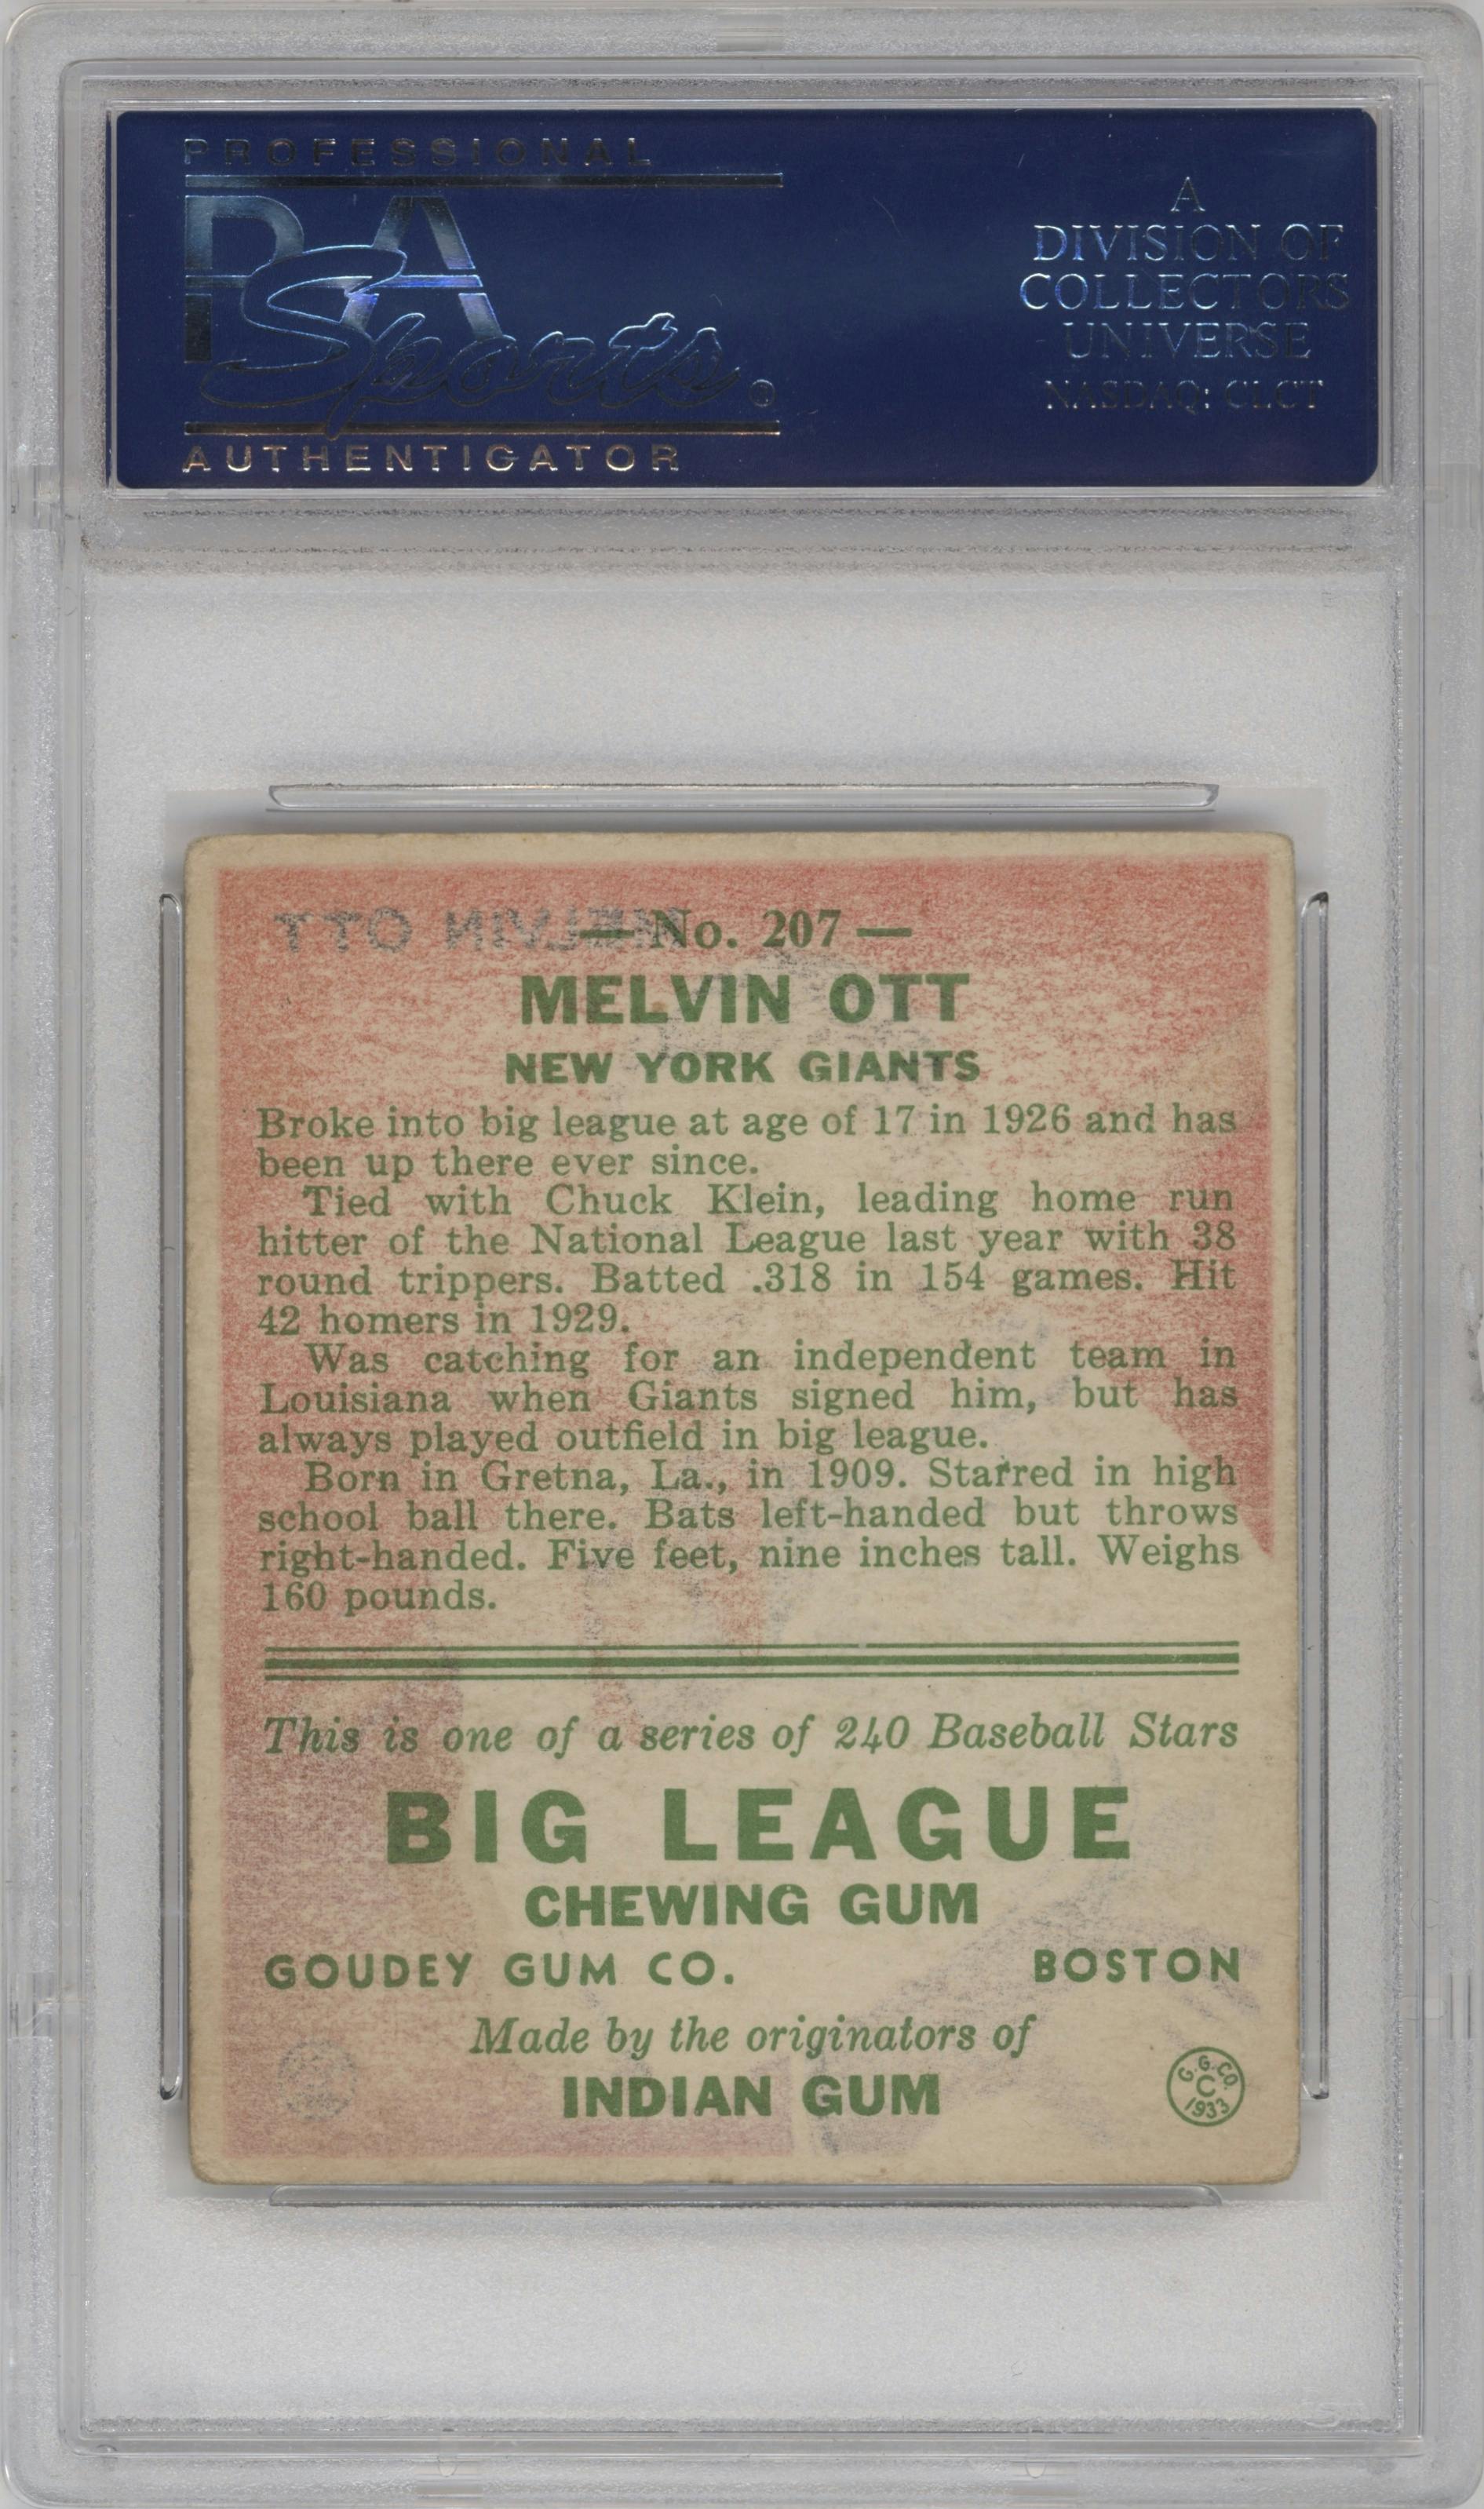 PROFESSIONAL
PSA
Sports ®
AUTHENTICATOR
A
DIVISION OF
COLLECTORS
UNIVERSE
NASDAQ: CLCT
MELVIN OTT
— No. 207 —
MELVIN OTT
NEW YORK GIANTS
Broke into big league at age of 17 in 1926 and has
been up there ever since.
Tied with Chuck Klein, leading home run
hitter of the National League last year with 38
round trippers. Batted .318 in 154 games. Hit
42 homers in 1929.
Was catching for an independent team in
Louisiana when Giants signed him, but has
always played outfield in big league.
Born in Gretna, La., in 1909. Starred in high
school ball there. Bats left-handed but throws
right-handed. Five feet, nine inches tall. Weighs
160 pounds.
This is one of a series of 240 Baseball Stars
BIG LEAGUE
CHEWING GUM
GOUDEY GUM CO. BOSTON
Made by the originators of
INDIAN GUM
G.G.CO.
C
1933